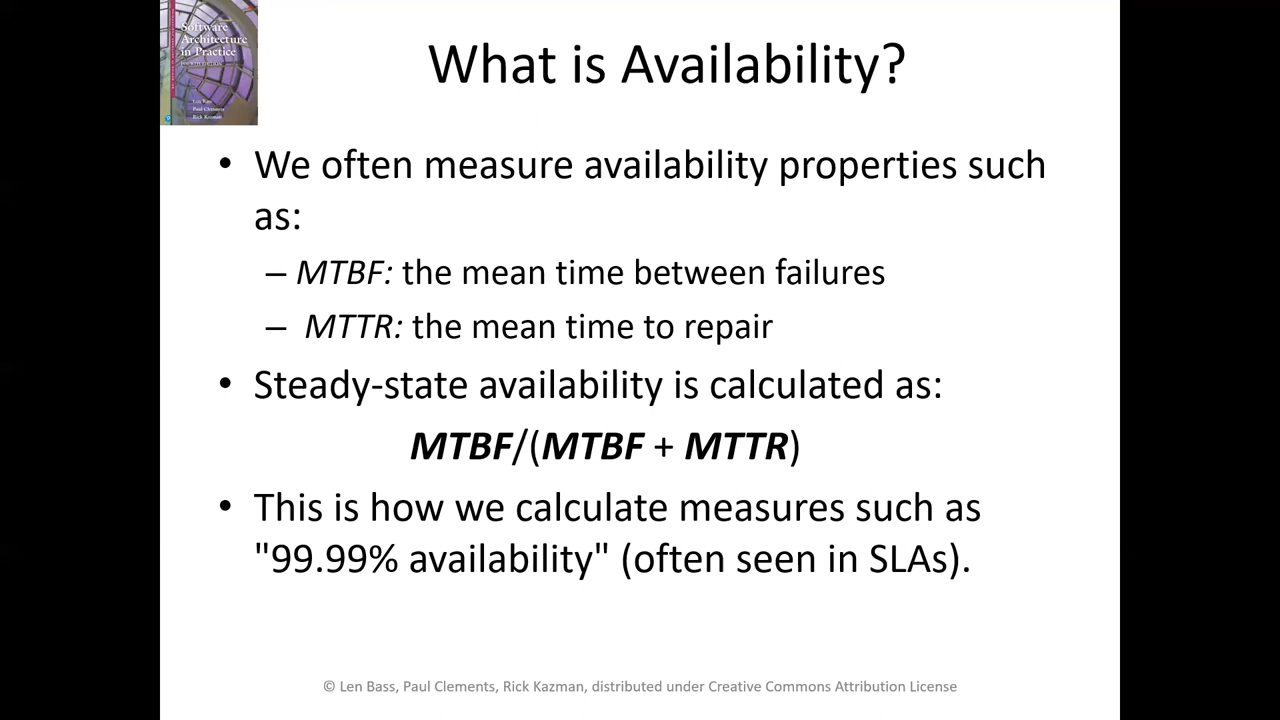 Software
Architecture
in Practice
What is Availability?
• We often measure availability properties such
as:
– MTBF: the mean time between failures
– MTTR: the mean time to repair
• Steady-state availability is calculated as:
MTBF/(MTBF + MTTR)
• This is how we calculate measures such as
"99.99% availability" (often seen in SLAs).
© Len Bass, Paul Clements, Rick Kazman, distributed under Creative Commons Attribution License